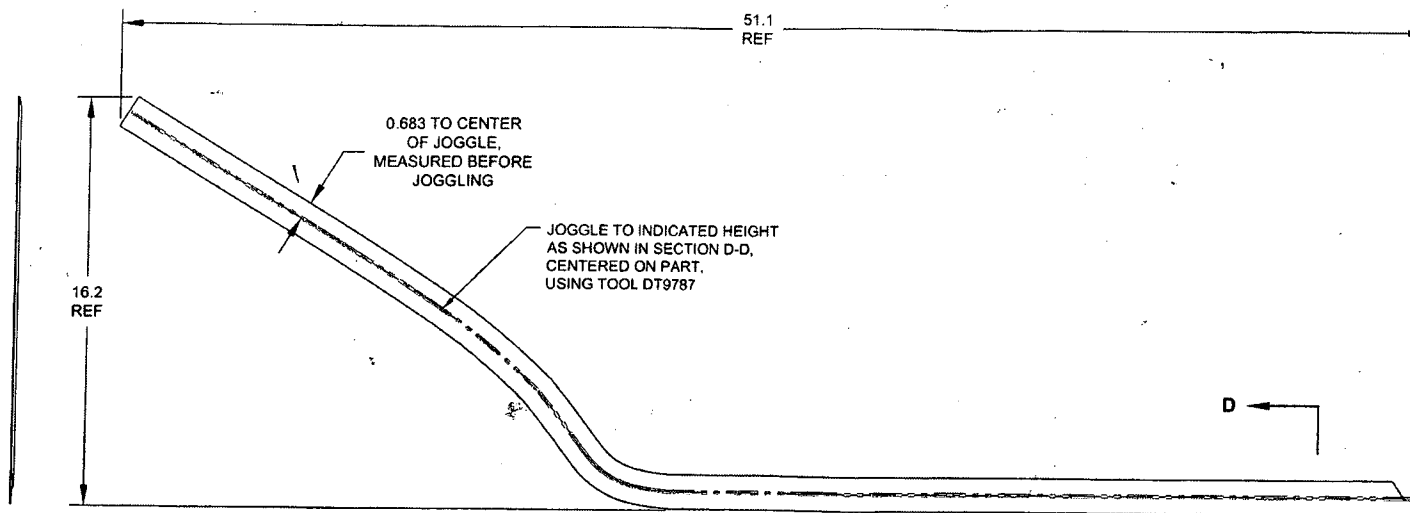 51.1
REF
0.683 TO CENTER
OF JOGGLE,
MEASURED BEFORE
JOGGLING
JOGGLE TO INDICATED HEIGHT
AS SHOWN IN SECTION D-D,
CENTERED ON PART,
USING TOOL DT9787
16.2
REF
D